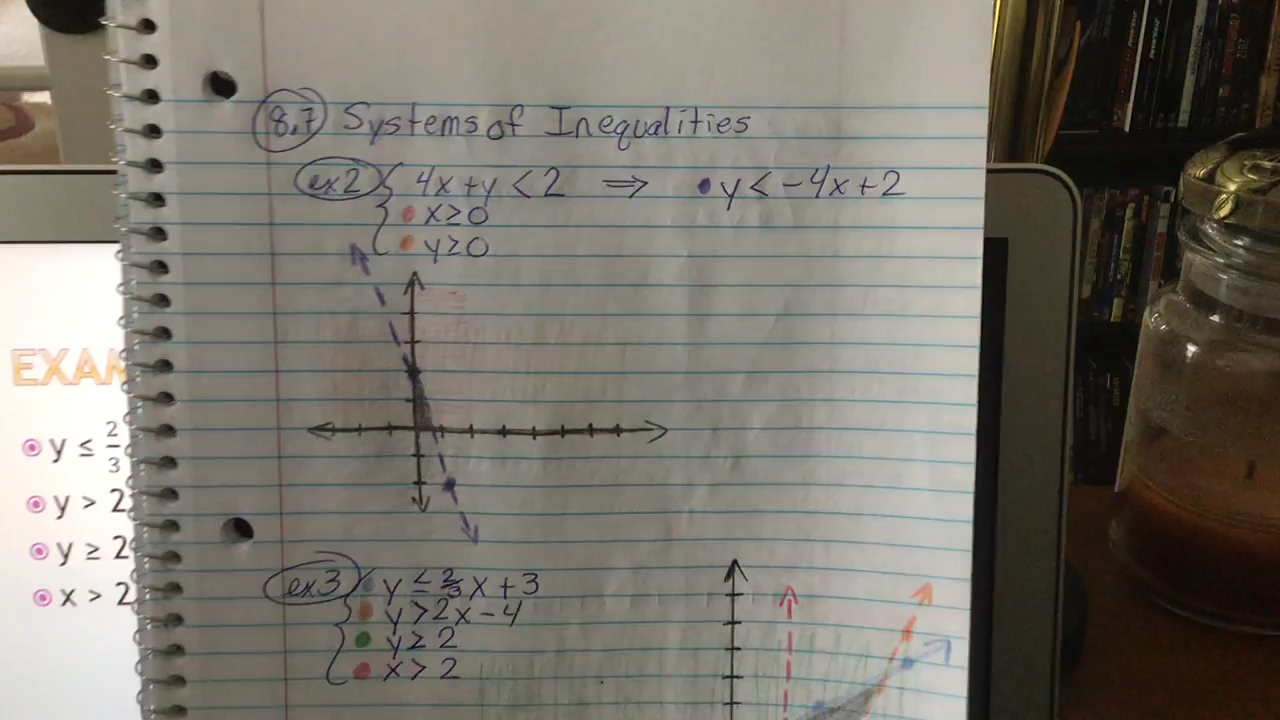 8.7 Systems of Inequalities
ex2 { 4x+y<2 ⇒ • y<-4x+2
• x≥0
• y≥0
EXAM
y ≤ 2/3
y > 2
y ≥ 2
x > 2
ex3 { • y≤2/3x+3
• y>2x-4
• y≥2
• x>2